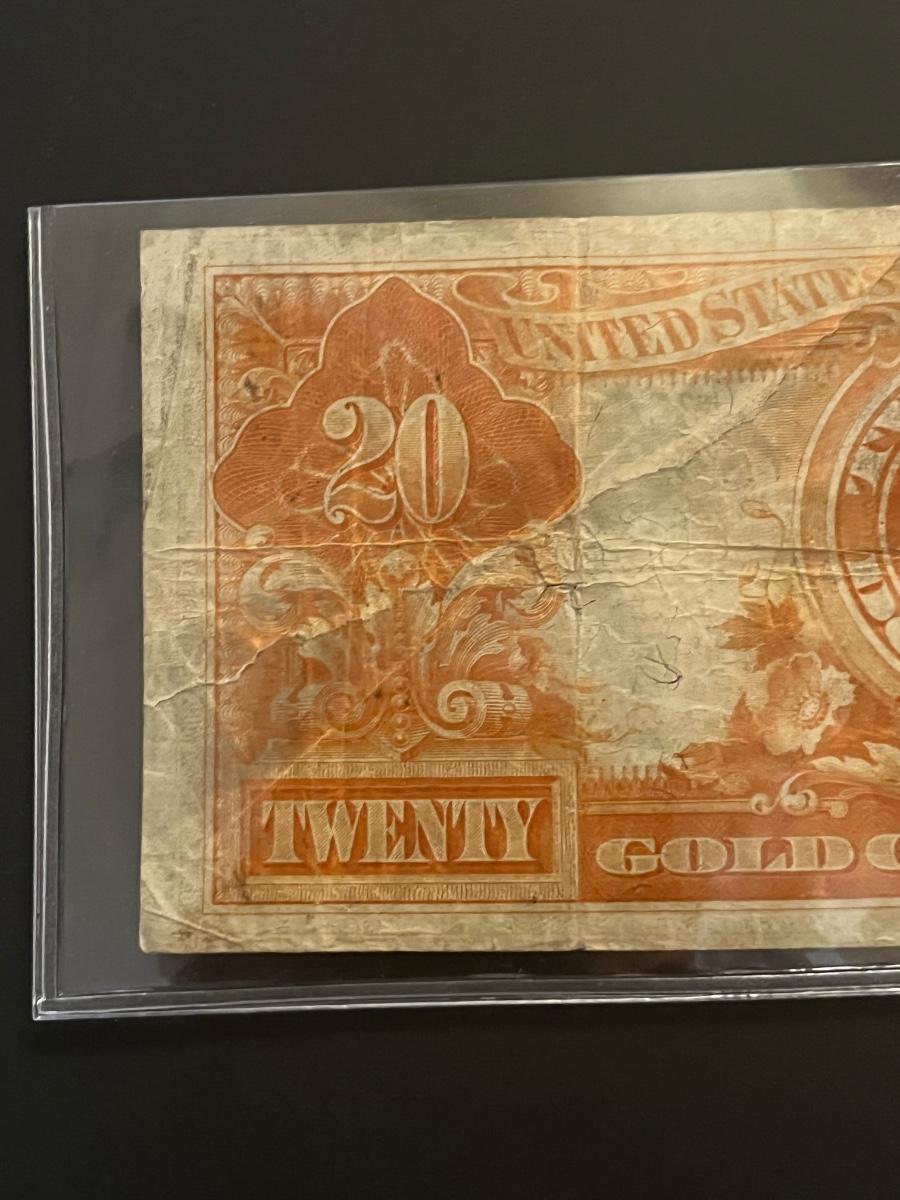 UNITED STATES
20
TWENTY
GOLD C